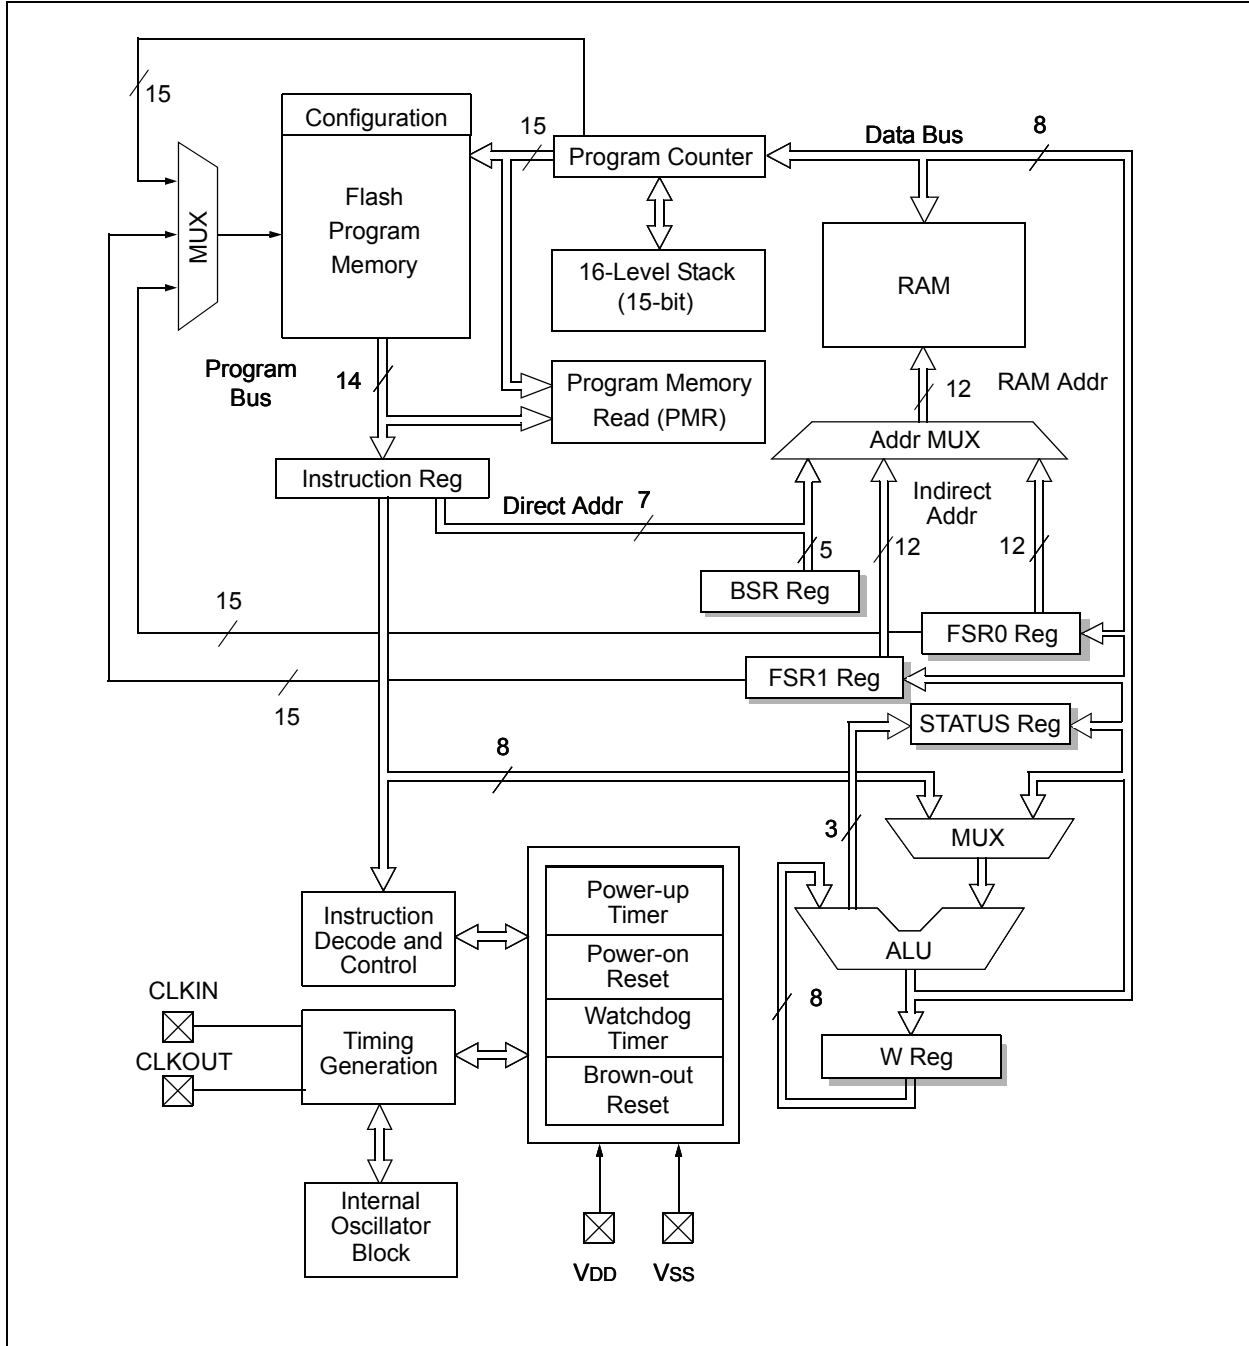 15
Configuration
Flash
Program
Memory
MUX
15
Program Counter
Data Bus
8
16-Level Stack
(15-bit)
RAM
Program
Bus
14
Program Memory
Read (PMR)
12
RAM Addr
Addr MUX
Instruction Reg
Direct Addr
7
Indirect
Addr
5
12
12
BSR Reg
15
FSR0 Reg
FSR1 Reg
15
STATUS Reg
8
3
MUX
Power-up
Timer
Instruction
Decode and
Control
Power-on
Reset
ALU
CLKIN
8
Watchdog
Timer
Timing
Generation
CLKOUT
W Reg
Brown-out
Reset
Internal
Oscillator
Block
VDD
VSS